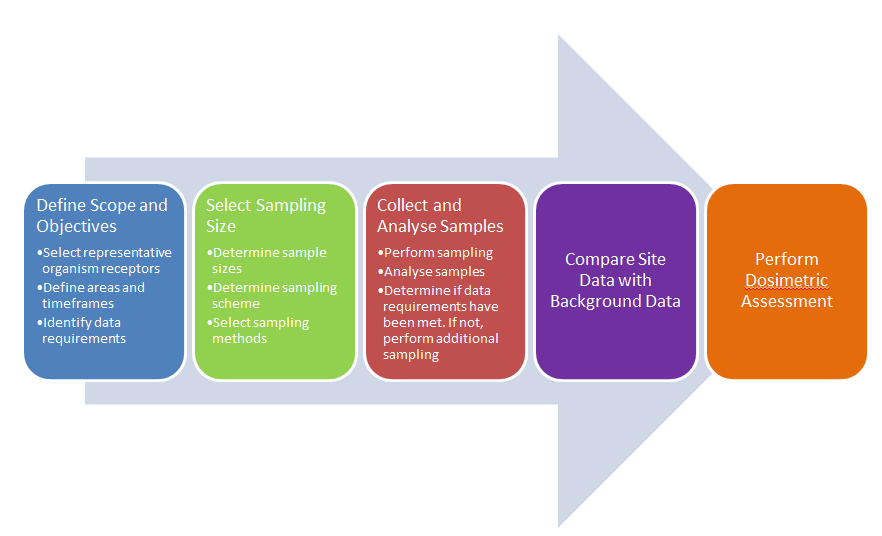 Define Scope and
Objectives
•Select representative
organism receptors
•Define areas and
timeframes
•Identify data
requirements
Select Sampling
Size
•Determine sample
sizes
•Determine sampling
scheme
•Select sampling
methods
Collect and
Analyse Samples
•Perform sampling
•Analyse samples
•Determine if data
requirements have
been met. If not,
perform additional
sampling
Compare Site
Data with
Background Data
Perform
Dosimetric
Assessment